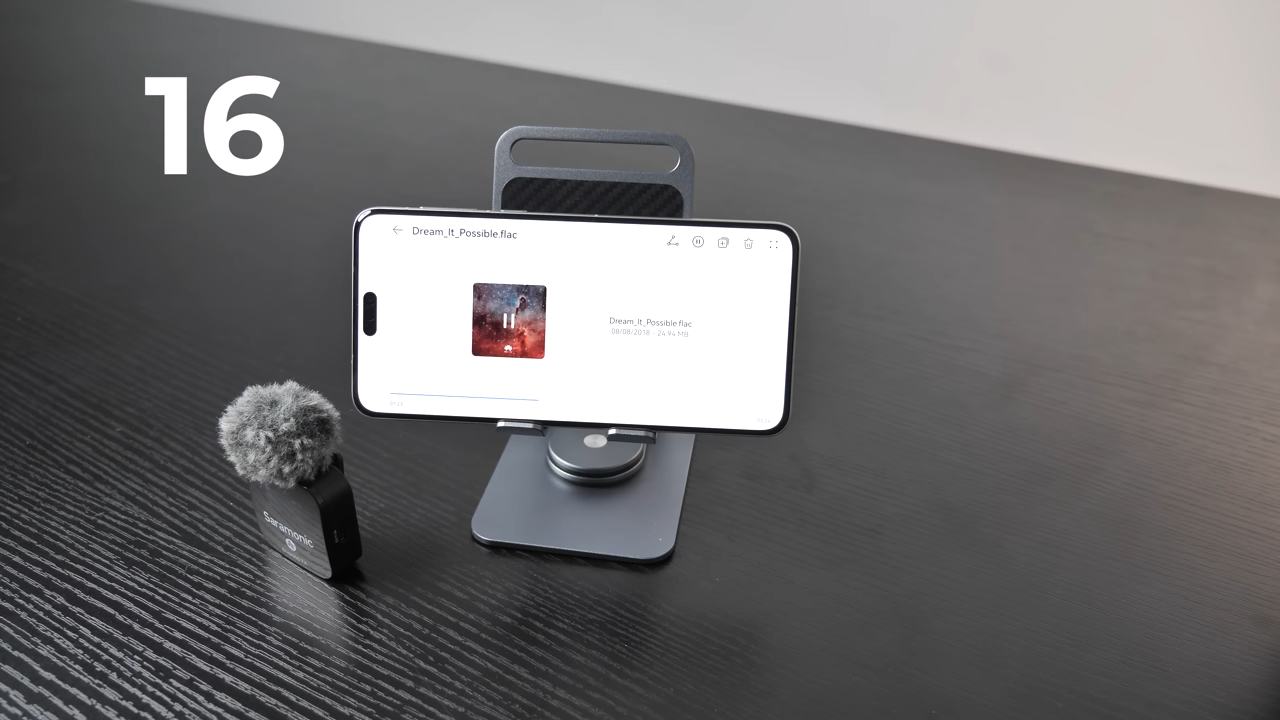 16
Dream_It_Possible.flac
Dream_It_Possible.flac
08/08/2018 - 24.94 MB
Saramonic